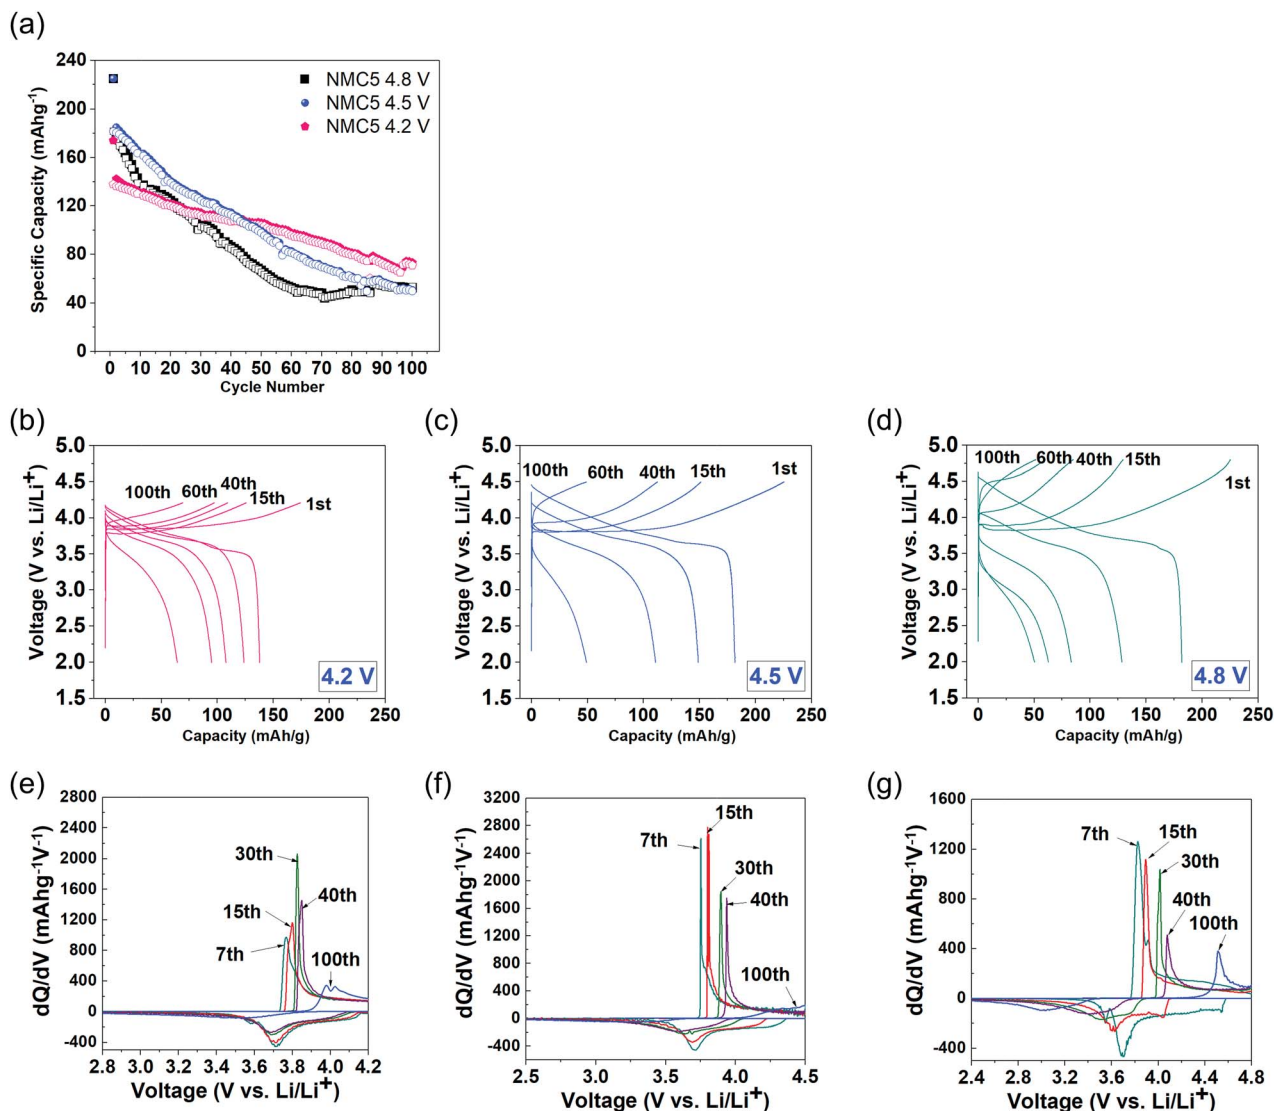 (a)
240
200
160
120
80
40
0
Specific Capacity (mAhg⁻¹)
NMC5 4.8 V
NMC5 4.5 V
NMC5 4.2 V
0 10 20 30 40 50 60 70 80 90 100
Cycle Number
(b)
5.0
4.5
4.0
3.5
3.0
2.5
2.0
1.5
Voltage (V vs. Li/Li⁺)
100th 60th 40th 15th 1st
4.2 V
0 50 100 150 200 250
Capacity (mAh/g)
(c)
5.0
4.5
4.0
3.5
3.0
2.5
2.0
1.5
Voltage (V vs. Li/Li⁺)
100th 60th 40th 15th 1st
4.5 V
0 50 100 150 200 250
Capacity (mAh/g)
(d)
5.0
4.5
4.0
3.5
3.0
2.5
2.0
1.5
Voltage (V vs. Li/Li⁺)
100th 60th 40th 15th 1st
4.8 V
0 50 100 150 200 250
Capacity (mAh/g)
(e)
2800
2400
2000
1600
1200
800
400
0
-400
dQ/dV (mAhg⁻¹V⁻¹)
30th
40th
15th
7th
100th
2.8 3.0 3.2 3.4 3.6 3.8 4.0 4.2
Voltage (V vs. Li/Li⁺)
(f)
3200
2800
2400
2000
1600
1200
800
400
0
-400
dQ/dV (mAhg⁻¹V⁻¹)
15th
7th
30th
40th
100th
2.5 3.0 3.5 4.0 4.5
Voltage (V vs. Li/Li⁺)
(g)
1600
1200
800
400
0
-400
dQ/dV (mAhg⁻¹V⁻¹)
7th 15th
30th
40th
100th
2.4 2.8 3.2 3.6 4.0 4.4 4.8
Voltage (V vs. Li/Li⁺)